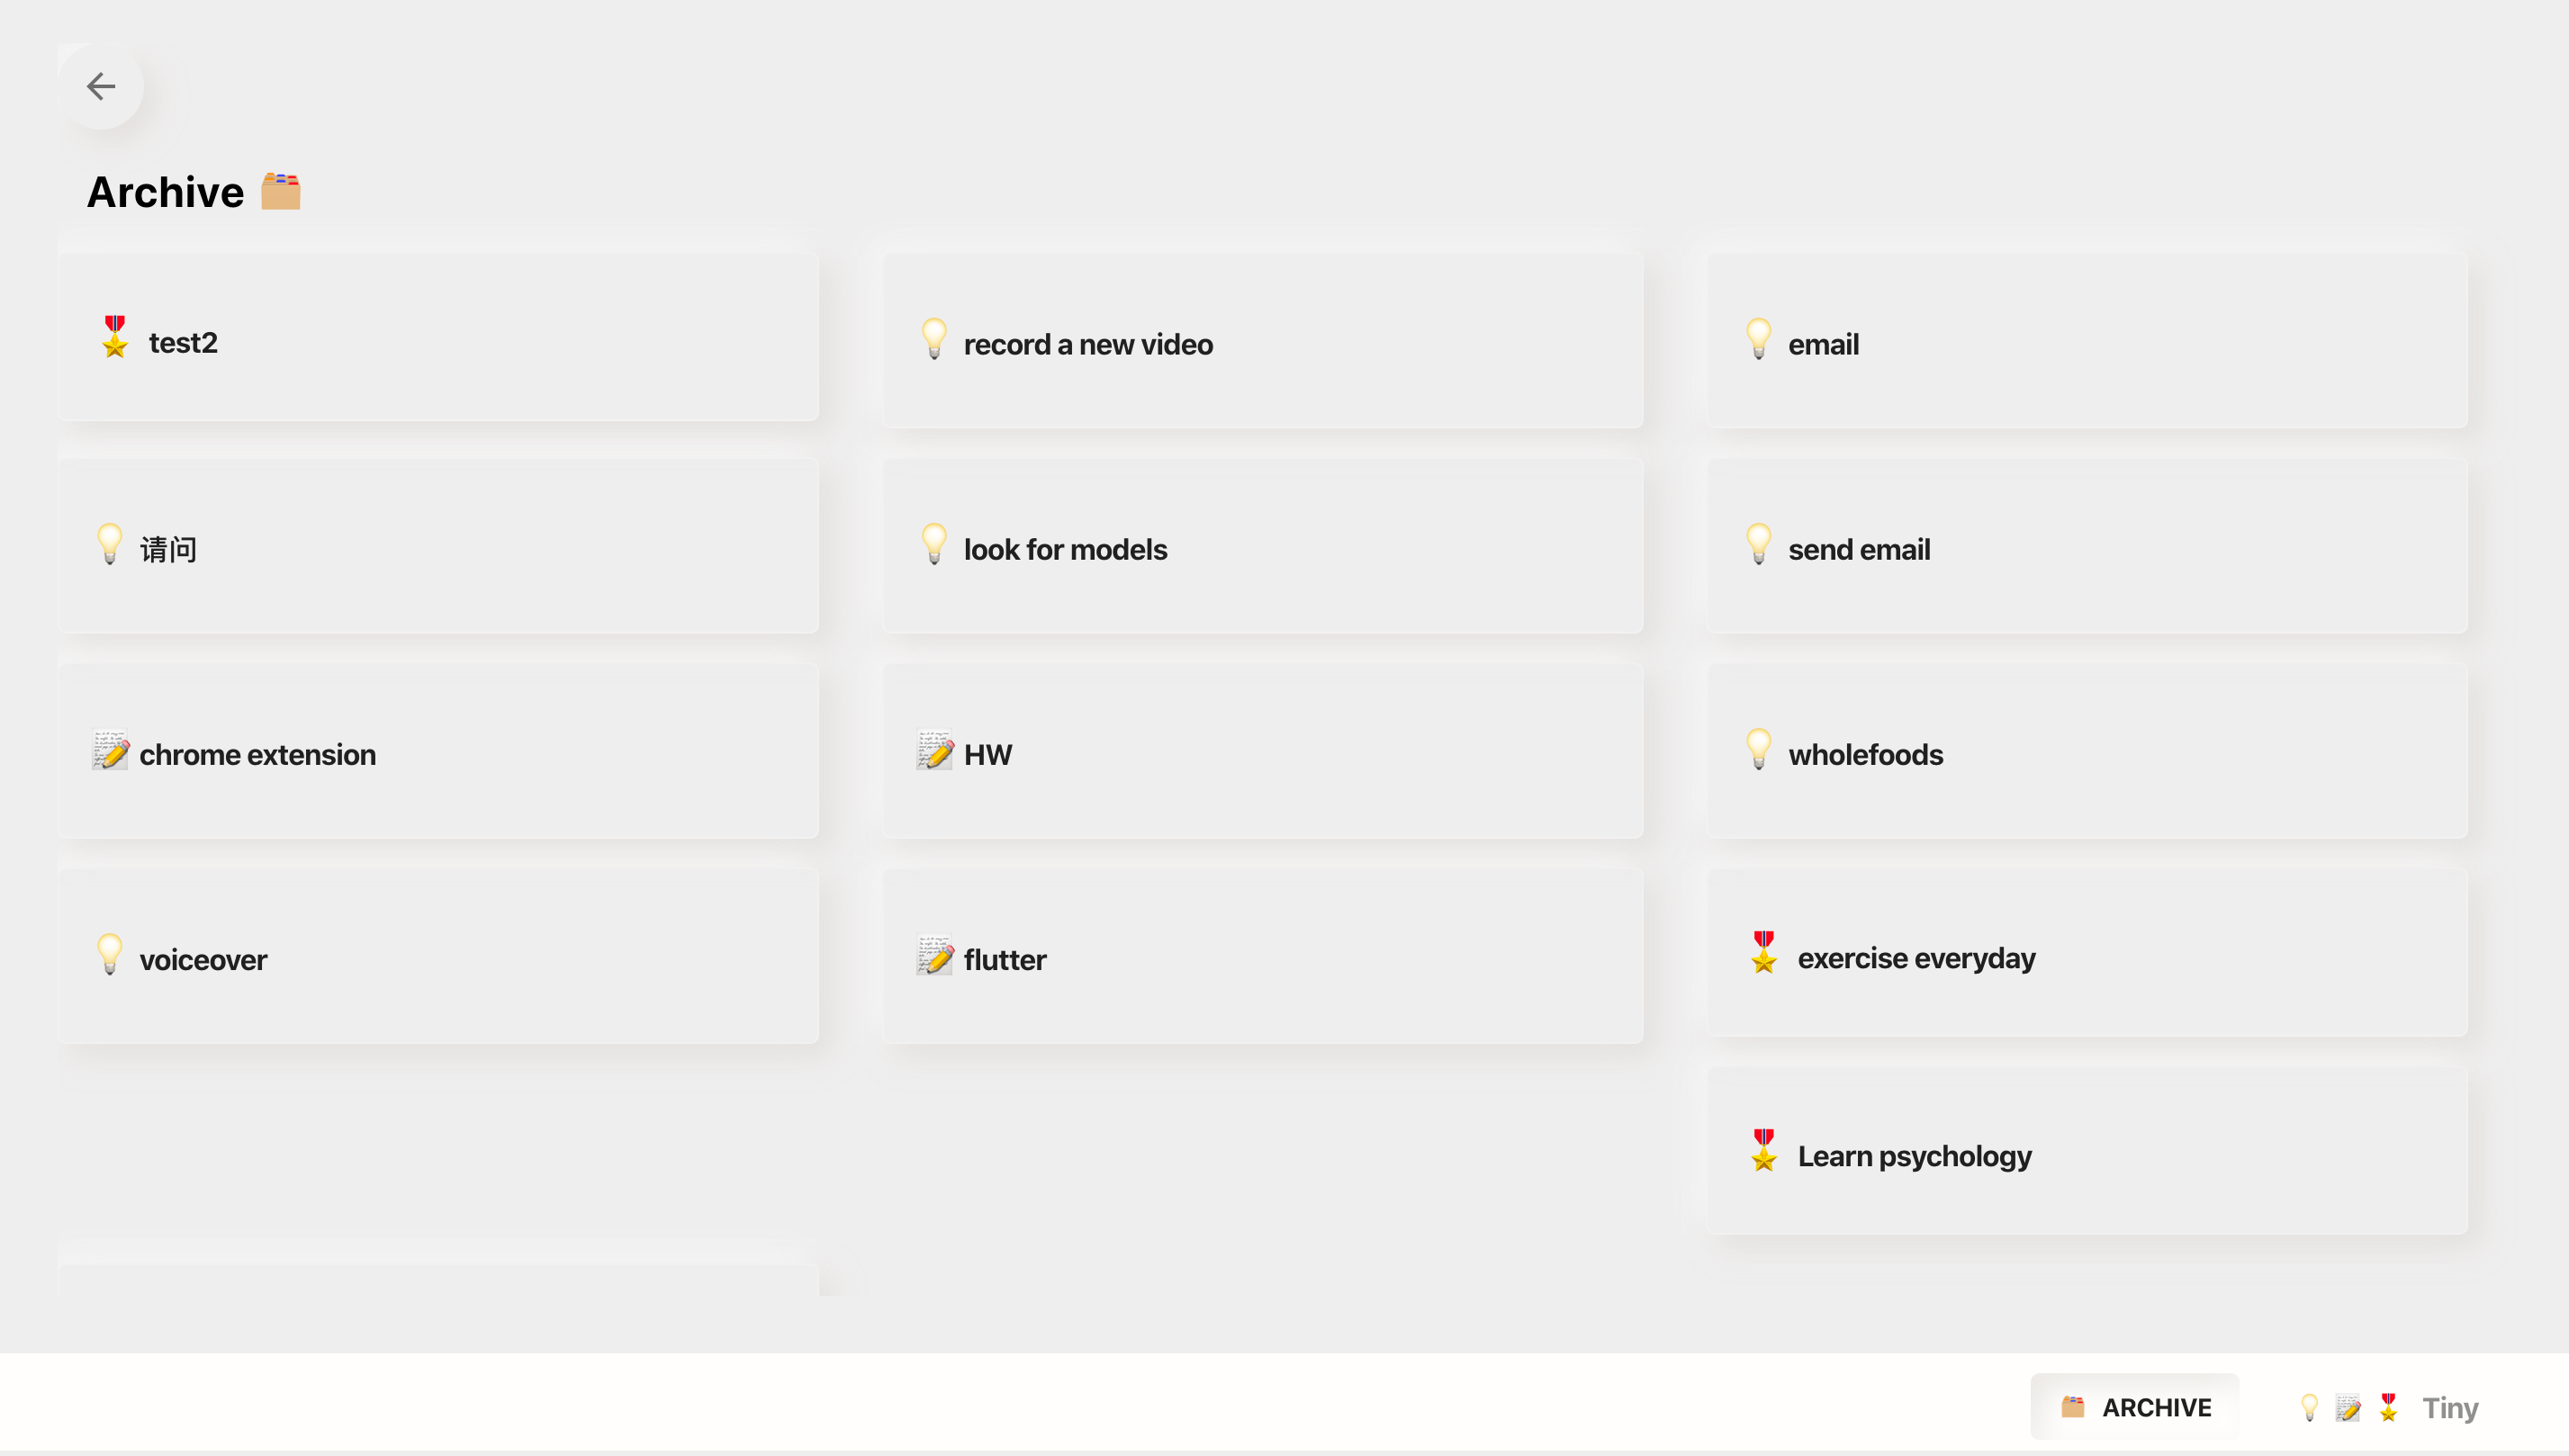 Archive
test2
record a new video
email
请问
look for models
send email
chrome extension
HW
wholefoods
voiceover
flutter
exercise everyday
Learn psychology
ARCHIVE
Tiny